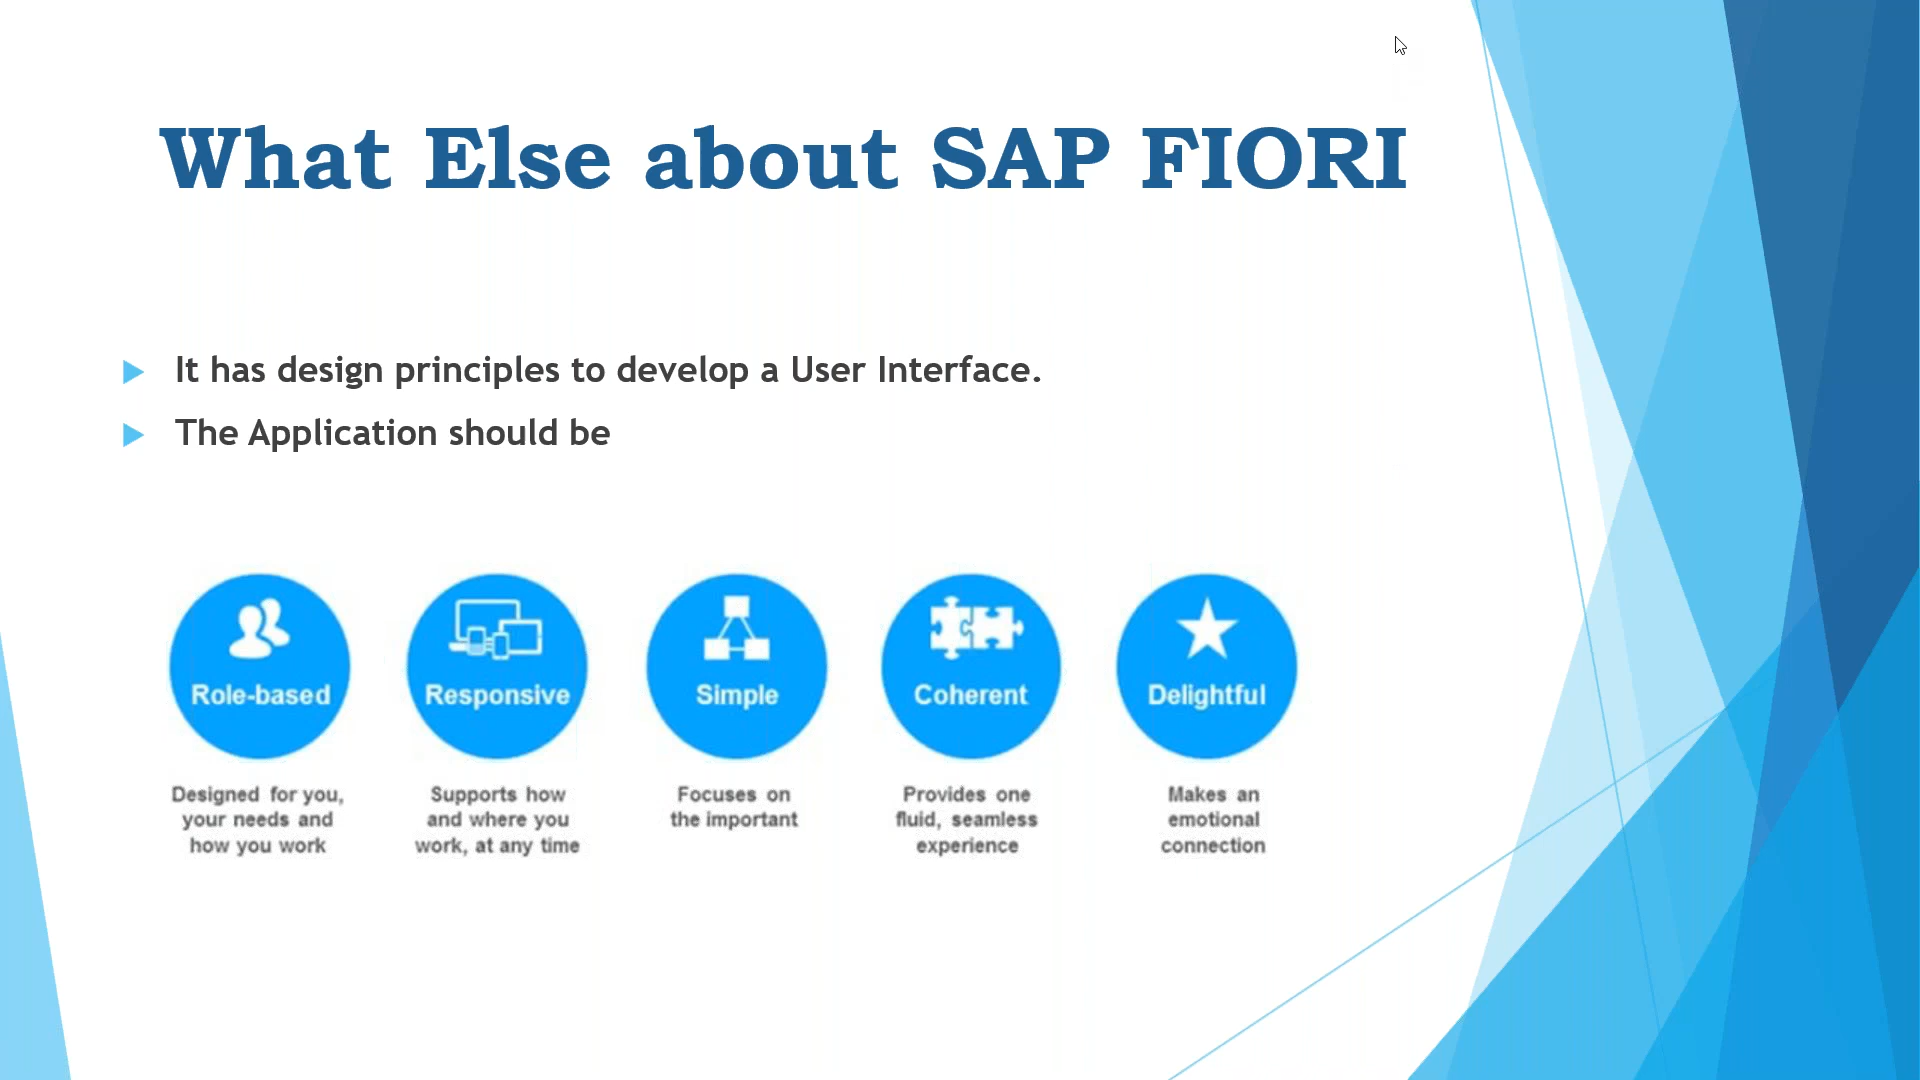 What Else about SAP FIORI
It has design principles to develop a User Interface.
The Application should be
Role-based
Designed for you,
your needs and
how you work
Responsive
Supports how
and where you
work, at any time
Simple
Focuses on
the important
Coherent
Provides one
fluid, seamless
experience
Delightful
Makes an
emotional
connection